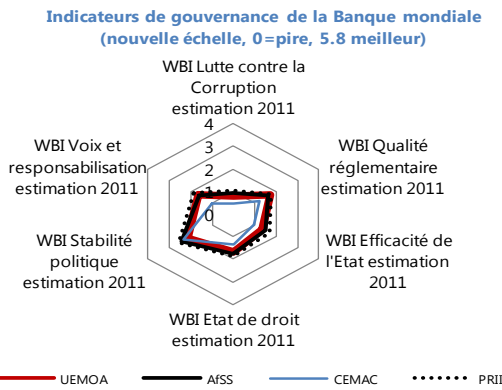 Indicateurs de gouvernance de la Banque mondiale
(nouvelle échelle, 0=pire, 5.8 meilleur)
WBI Lutte contre la
Corruption
estimation 2011
4
3
2
1
0
WBI Qualité
réglementaire
estimation 2011
WBI Efficacité de
l'Etat estimation
2011
WBI Etat de droit
estimation 2011
WBI Stabilité
politique
estimation 2011
WBI Voix et
responsabilisation
estimation 2011
UEMOA AfSS CEMAC